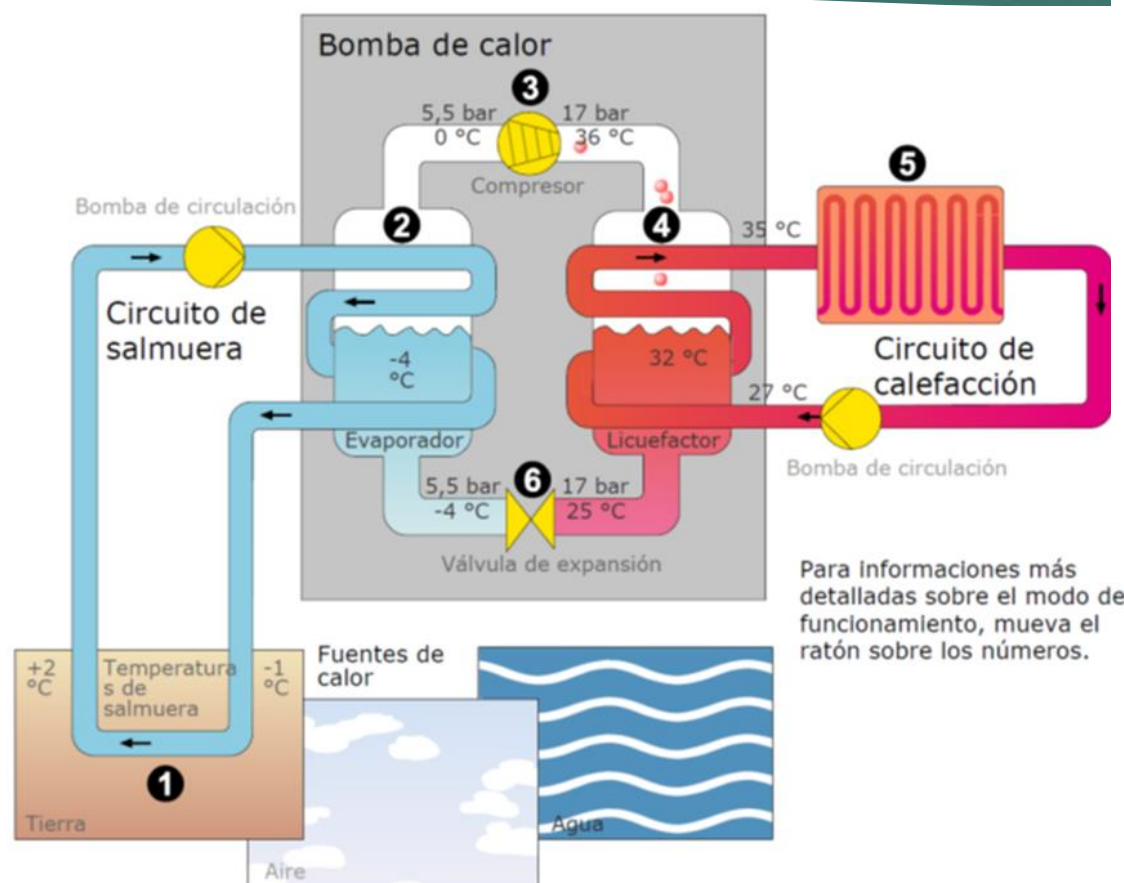 Bomba de calor
3
5,5 bar
0 °C
17 bar
36 °C
Compresor
5
Bomba de circulación
2
4
35 °C
Circuito de
salmuera
-4
°C
32 °C
Circuito de
calefacción
27 °C
Evaporador
Licuefactor
Bomba de circulación
5,5 bar
-4 °C
6
17 bar
25 °C
Válvula de expansión
Para informaciones más
detalladas sobre el modo de
funcionamiento, mueva el
ratón sobre los números.
+2
°C
Temperatura
s de
salmuera
-1
°C
Fuentes de
calor
1
Tierra
Aire
Agua